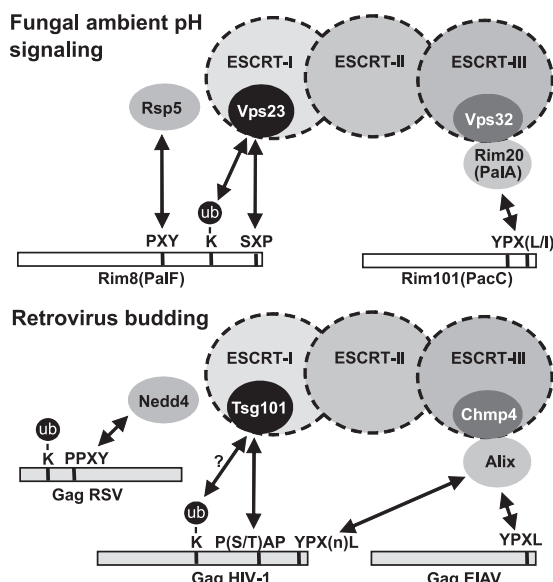 Fungal ambient pH
signaling
ESCRT-I
ESCRT-II
ESCRT-III
Rsp5
Vps23
Vps32
Rim20
(PalA)
ub
PXY
K
SXP
YPX(L/I)
Rim8(PalF)
Rim101(PacC)
Retrovirus budding
ESCRT-I
ESCRT-II
ESCRT-III
Nedd4
Tsg101
Chmp4
ub
Alix
K PPXY
?
Gag RSV
ub
K
P(S/T)AP
YPX(n)L
YPXL
Gag HIV-1
Gag EIAV